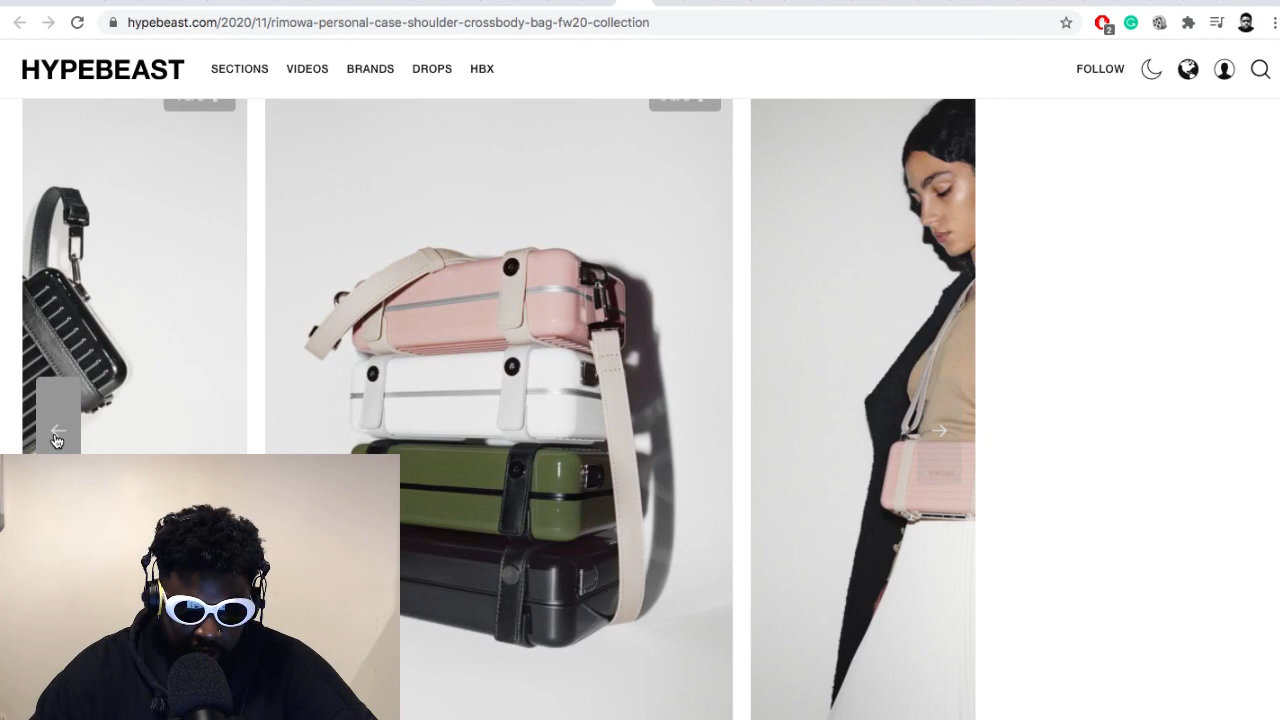 hypebeast.com/2020/11/rimowa-personal-case-shoulder-crossbody-bag-fw20-collection
2
HYPEBEAST
SECTIONS
VIDEOS
BRANDS
DROPS
HBX
FOLLOW